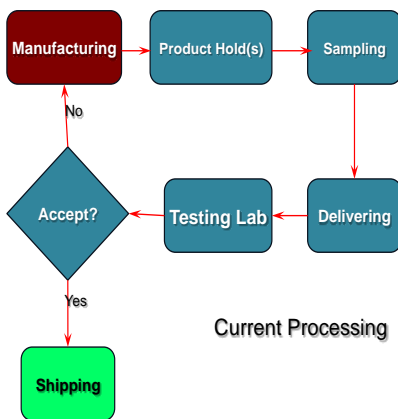 Manufacturing
Product Hold(s)
Sampling
No
Accept?
Testing Lab
Delivering
Yes
Current Processing
Shipping